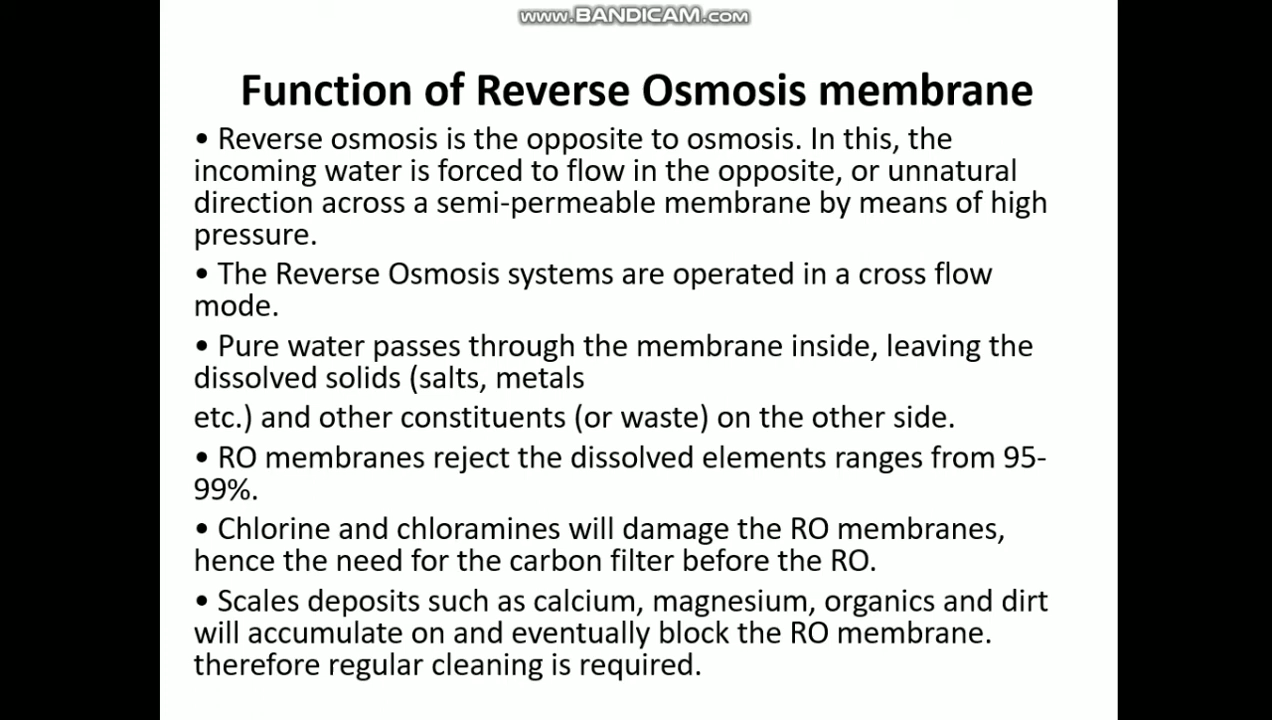 www.BANDICAM.com
Function of Reverse Osmosis membrane
• Reverse osmosis is the opposite to osmosis. In this, the
incoming water is forced to flow in the opposite, or unnatural
direction across a semi-permeable membrane by means of high
pressure.
• The Reverse Osmosis systems are operated in a cross flow
mode.
• Pure water passes through the membrane inside, leaving the
dissolved solids (salts, metals
etc.) and other constituents (or waste) on the other side.
• RO membranes reject the dissolved elements ranges from 95-
99%.
• Chlorine and chloramines will damage the RO membranes,
hence the need for the carbon filter before the RO.
• Scales deposits such as calcium, magnesium, organics and dirt
will accumulate on and eventually block the RO membrane.
therefore regular cleaning is required.